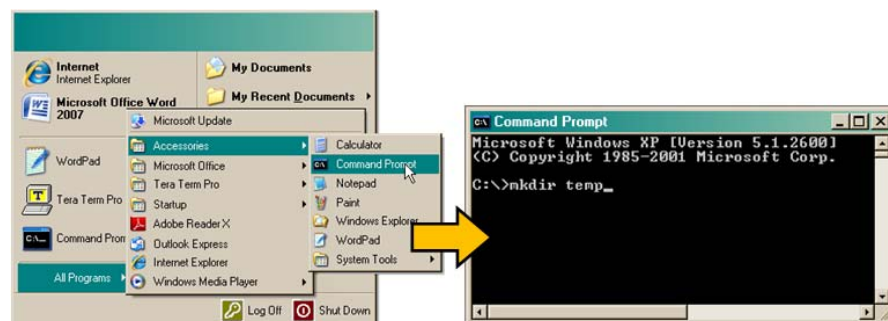 Internet
Internet Explorer
Microsoft Office Word
2007
WordPad
Tera Term Pro
Command Prom
All Programs
My Documents
My Recent Documents
Microsoft Update
Accessories
Microsoft Office
Tera Term Pro
Startup
Adobe Reader X
Outlook Express
Internet Explorer
Windows Media Player
Calculator
Command Prompt
Notepad
Paint
Windows Explorer
WordPad
System Tools
Log Off
Shut Down
Command Prompt
Microsoft Windows XP [Version 5.1.2600]
(C) Copyright 1985-2001 Microsoft Corp.
C:\>mkdir temp_